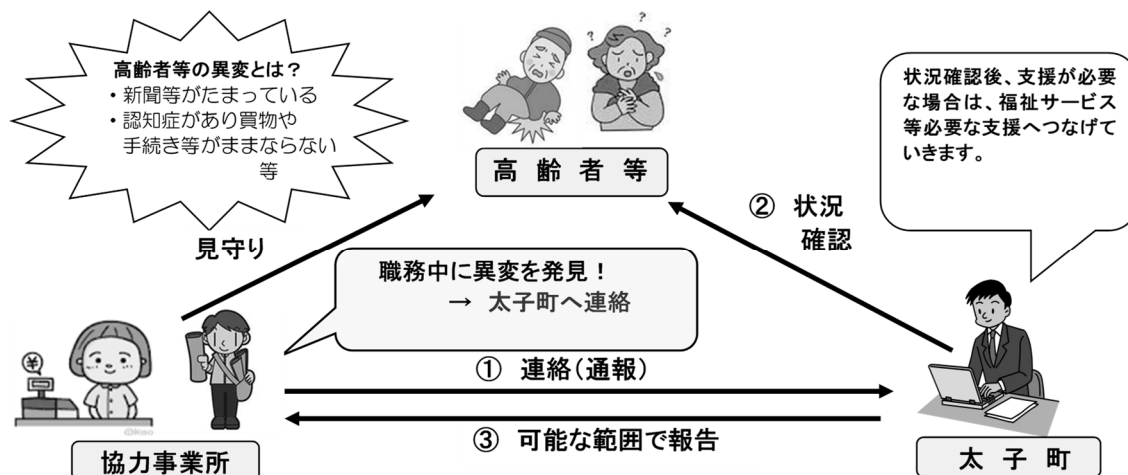 高齢者等の異変とは？
・新聞等がたまっている
・認知症があり買物や
手続き等がままならない
等
?
?
?
?
高齢者等
状況確認後、支援が必要
な場合は、福祉サービス
等必要な支援へつなげて
いきます。
見守り
② 状況
確認
職務中に異変を発見！
→ 太子町へ連絡
¥
① 連絡（通報）
③ 可能な範囲で報告
協力事業所
太子町